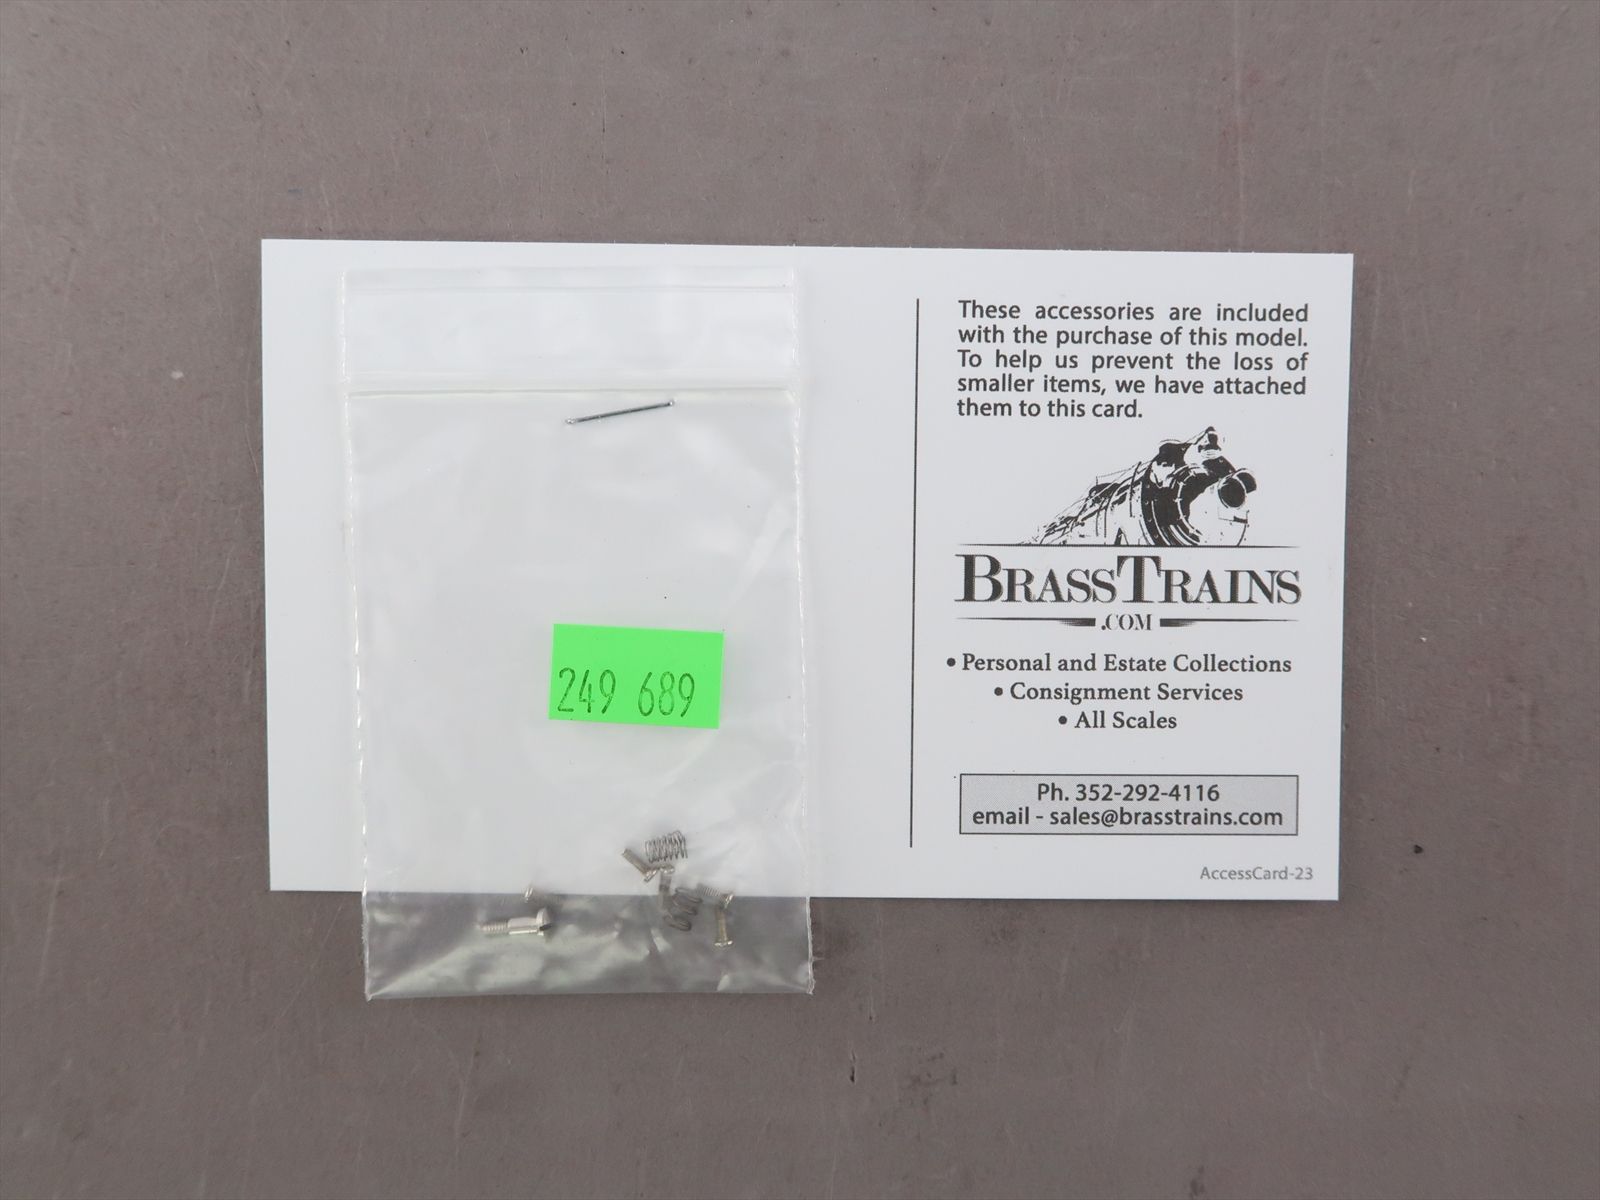 These accessories are included
with the purchase of this model.
To help us prevent the loss of
smaller items, we have attached
them to this card.
BRASSTRAINS
.COM
• Personal and Estate Collections
• Consignment Services
• All Scales
Ph. 352-292-4116
email - sales@brasstrains.com
AccessCard-23
249 689